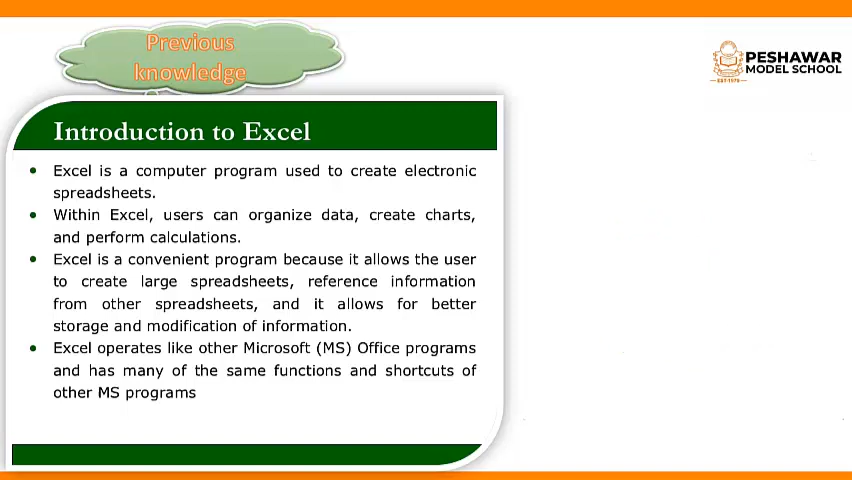 Previous
knowledge
PESHAWAR
MODEL SCHOOL
EST·1979
Introduction to Excel
• Excel is a computer program used to create electronic
spreadsheets.
• Within Excel, users can organize data, create charts,
and perform calculations.
• Excel is a convenient program because it allows the user
to create large spreadsheets, reference information
from other spreadsheets, and it allows for better
storage and modification of information.
• Excel operates like other Microsoft (MS) Office programs
and has many of the same functions and shortcuts of
other MS programs